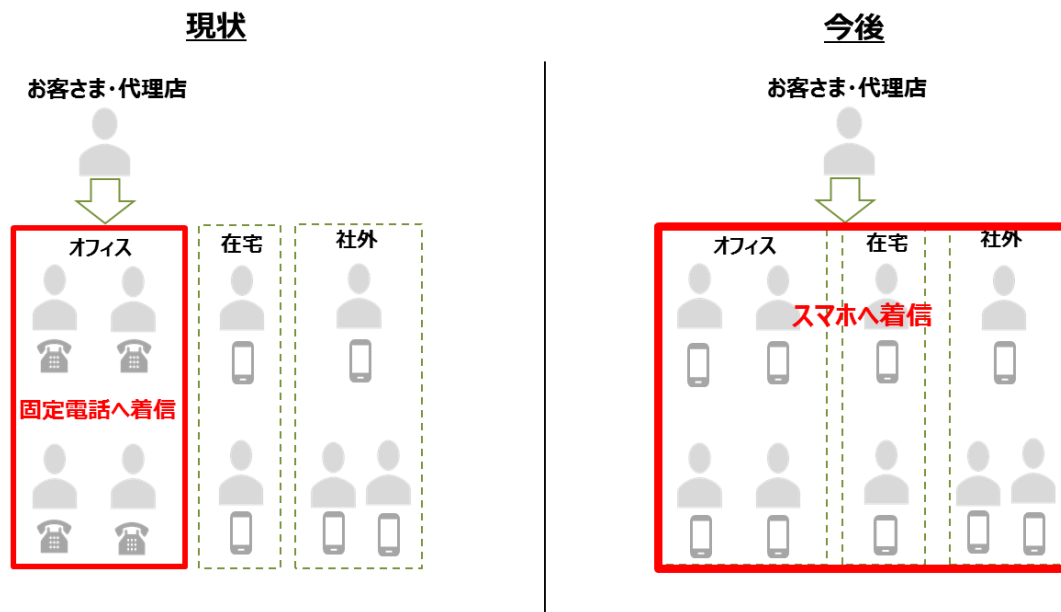 現状
お客さま・代理店
オフィス
在宅
社外
固定電話へ着信
今後
お客さま・代理店
オフィス
在宅
社外
スマホへ着信